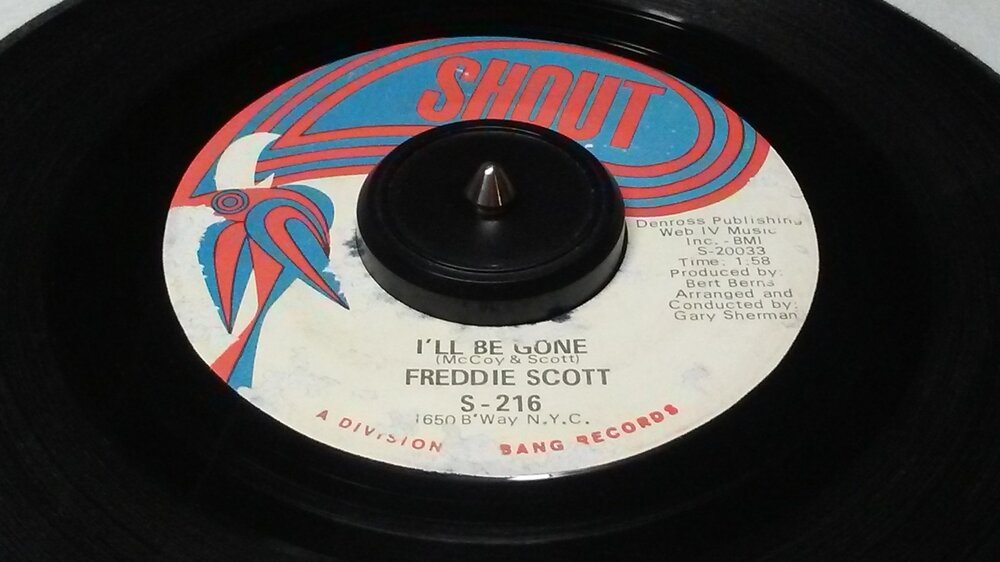 SHOUT
Denross Publishing
Web IV Music
Inc. - BMI
S-20033
Time: 1:58
Produced by:
Bert Berns
Arranged and
Conducted by:
Gary Sherman
I'LL BE GONE
(McCoy & Scott)
FREDDIE SCOTT
S-216
1650 B'Way N.Y.C.
A DIVISION BANG RECORDS